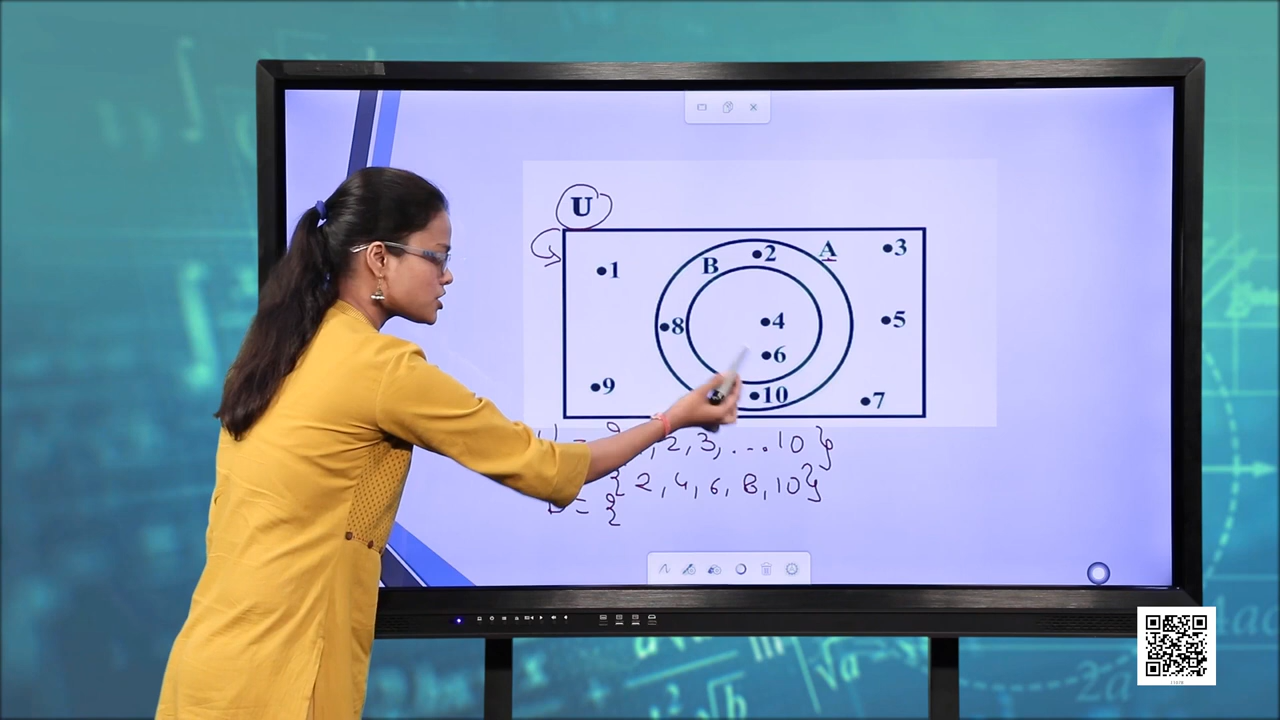 U
•2 A •3
•1 B
•8 •4 •5
•6
•9 •10 •7
= { , 2, 3, ... 10}
{ 2, 4, 6, 8, 10}
= {